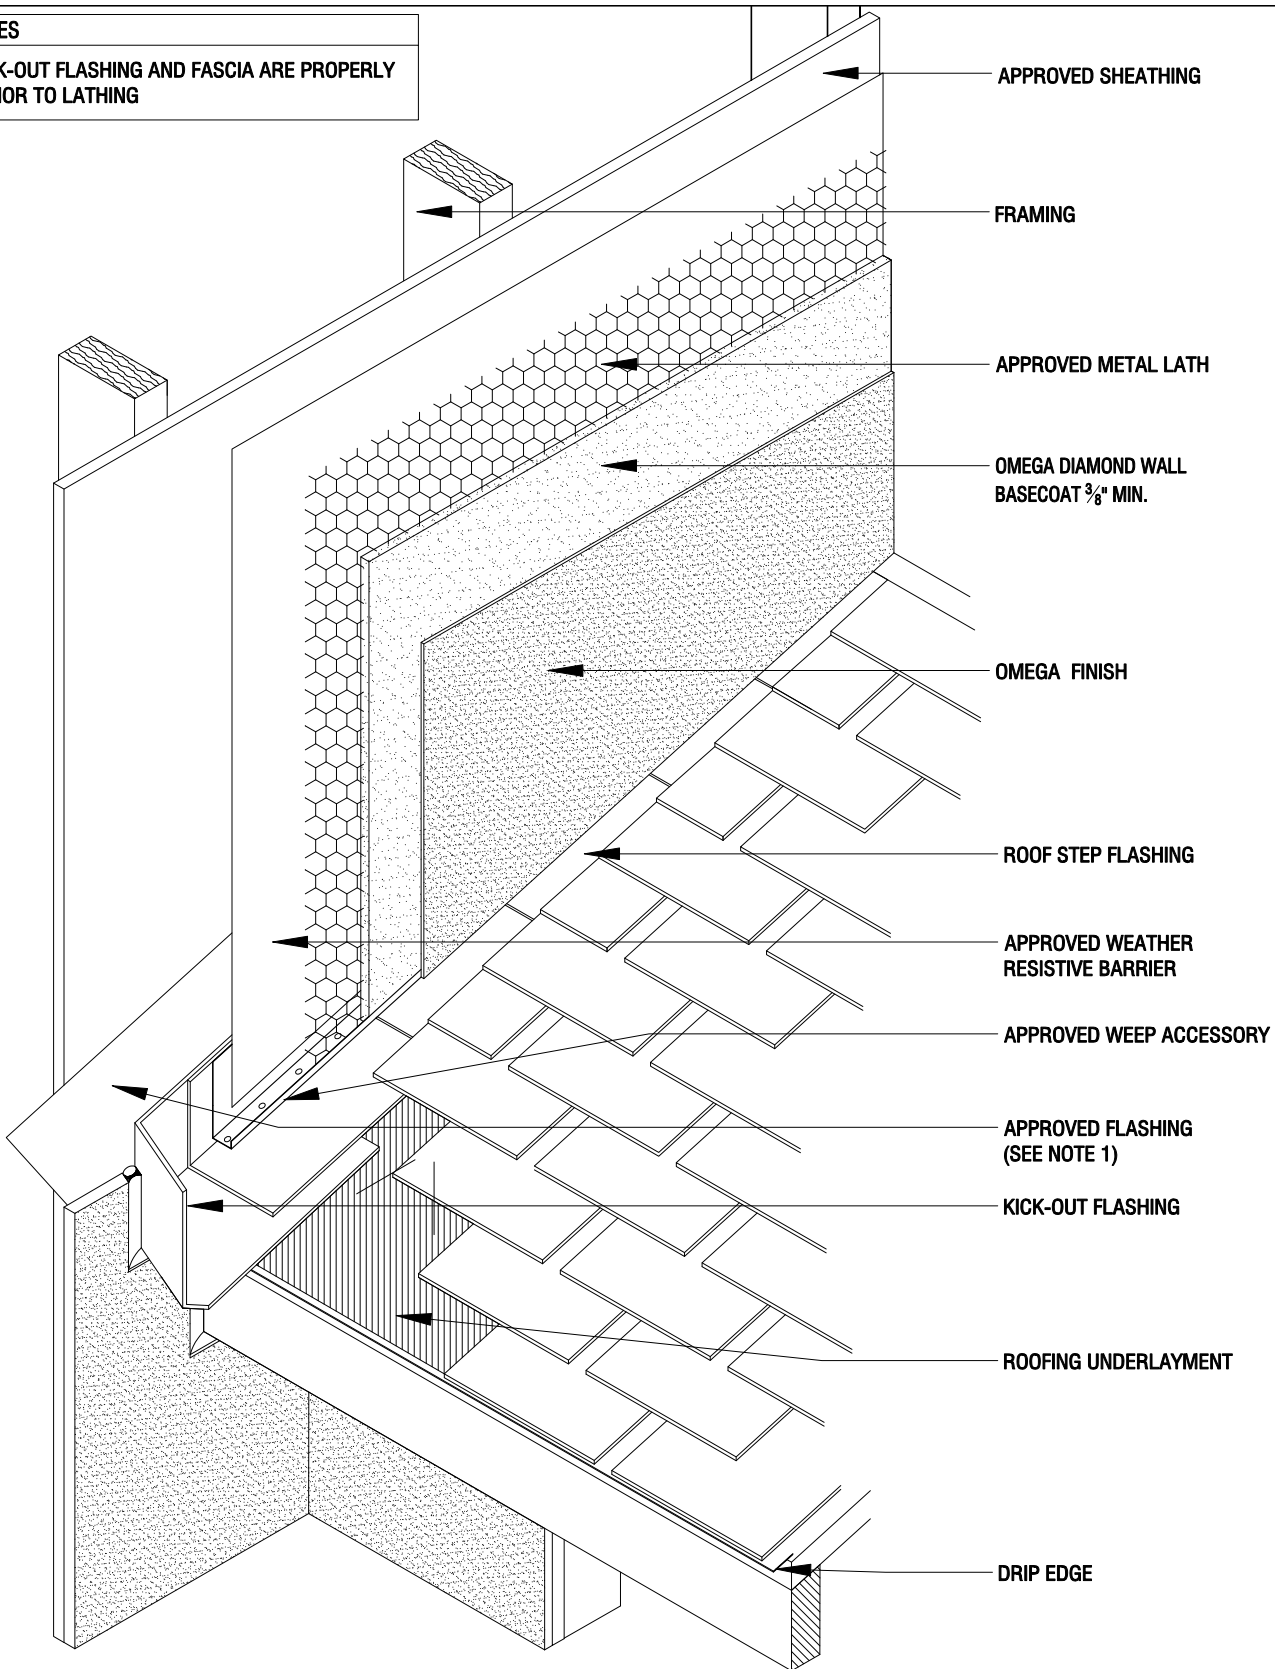 ES
K-OUT FLASHING AND FASCIA ARE PROPERLY
IOR TO LATHING
APPROVED SHEATHING
FRAMING
APPROVED METAL LATH
OMEGA DIAMOND WALL
BASECOAT 3/8" MIN.
OMEGA FINISH
ROOF STEP FLASHING
APPROVED WEATHER
RESISTIVE BARRIER
APPROVED WEEP ACCESSORY
APPROVED FLASHING
(SEE NOTE 1)
KICK-OUT FLASHING
ROOFING UNDERLAYMENT
DRIP EDGE